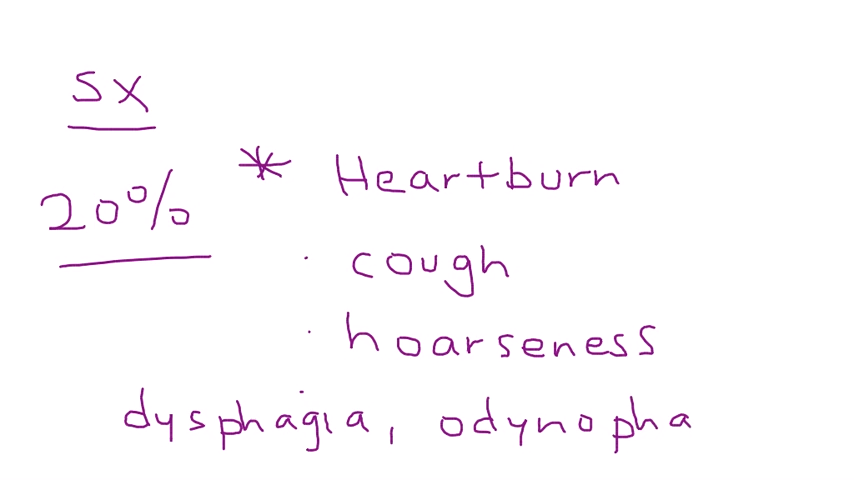 SX
20% * Heartburn
· cough
· hoarseness
dysphagia, odynopha